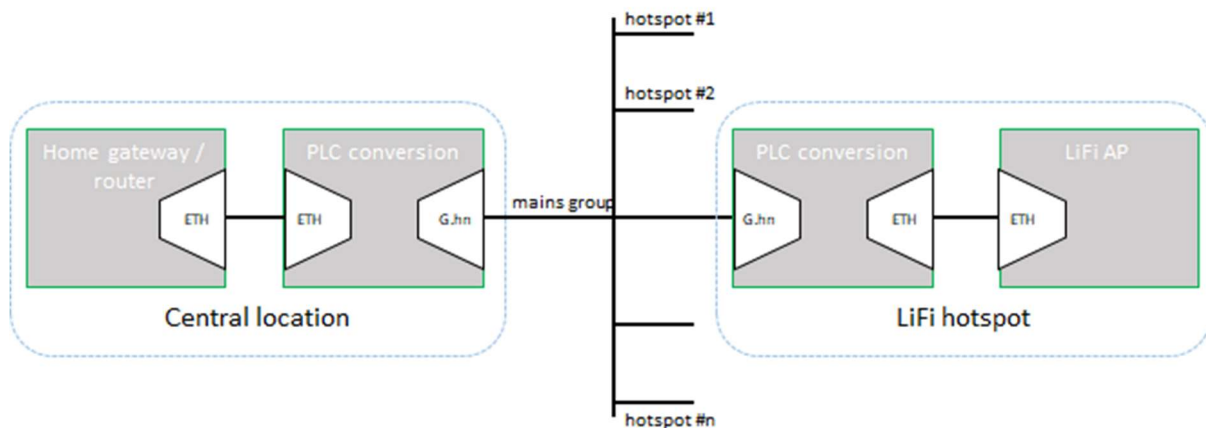 hotspot #1
hotspot #2
Home gateway /
router
PLC conversion
PLC conversion
LiFi AP
mains group
ETH
ETH
G.hn
G.hn
ETH
ETH
Central location
LiFi hotspot
hotspot #n